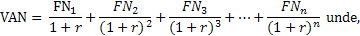 VAN = FN₁/(1 + r) + FN₂/(1 + r)² + FN₃/(1 + r)³ + ⋯ + FNₙ/(1 + r)ⁿ unde,